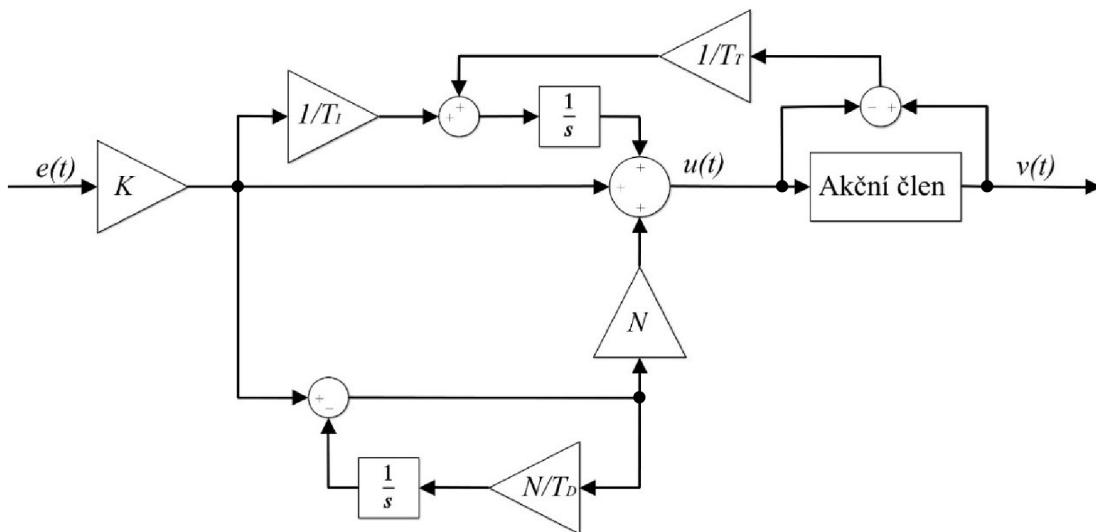 1/T_T
1/T_I
+
+
1/s
- +
e(t)
K
+
+
+
u(t)
Akční člen
v(t)
N
+
-
1/s
N/T_D